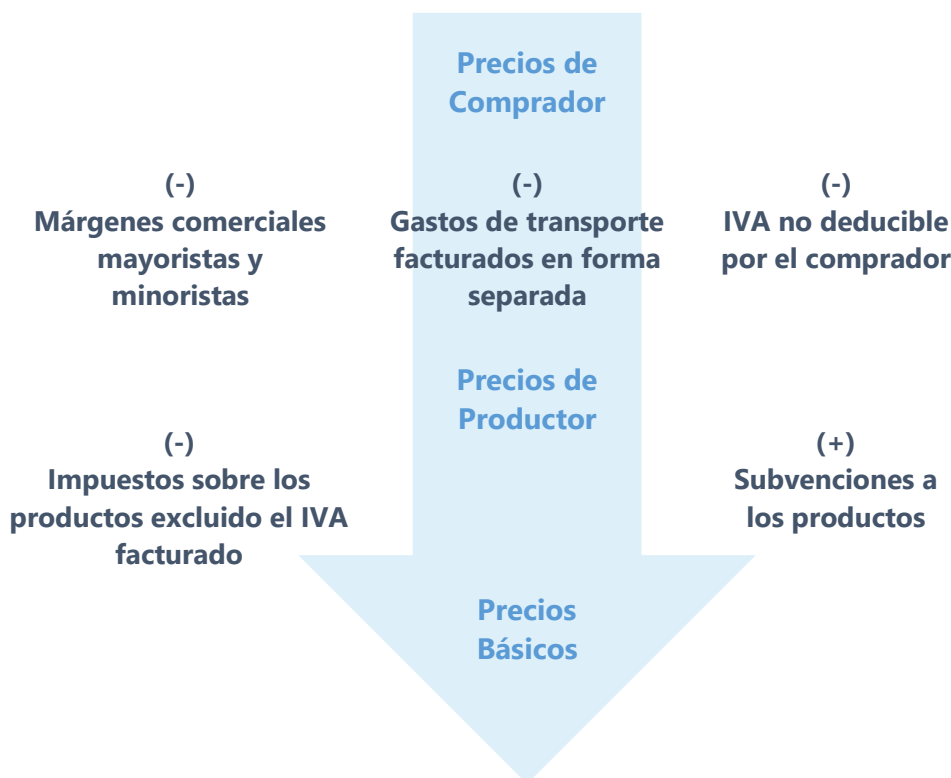 Precios de
Comprador
(-)
Márgenes comerciales
mayoristas y
minoristas
(-)
Gastos de transporte
facturados en forma
separada
(-)
IVA no deducible
por el comprador
Precios de
Productor
(-)
Impuestos sobre los
productos excluido el IVA
facturado
(+)
Subvenciones a
los productos
Precios
Básicos